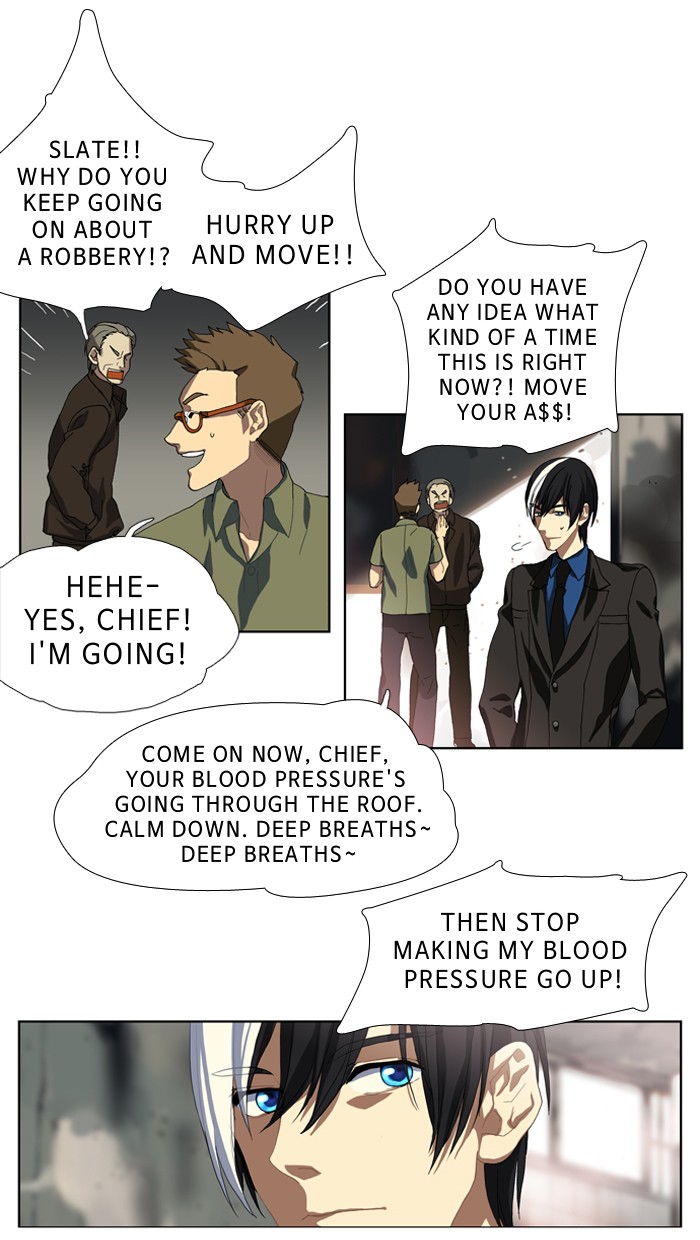 SLATE!!
WHY DO YOU
KEEP GOING
ON ABOUT
A ROBBERY!?
HURRY UP
AND MOVE!!
DO YOU HAVE
ANY IDEA WHAT
KIND OF A TIME
THIS IS RIGHT
NOW?! MOVE
YOUR A$$!
HEHE-
YES, CHIEF!
I'M GOING!
COME ON NOW, CHIEF,
YOUR BLOOD PRESSURE'S
GOING THROUGH THE ROOF.
CALM DOWN. DEEP BREATHS~
DEEP BREATHS~
THEN STOP
MAKING MY BLOOD
PRESSURE GO UP!